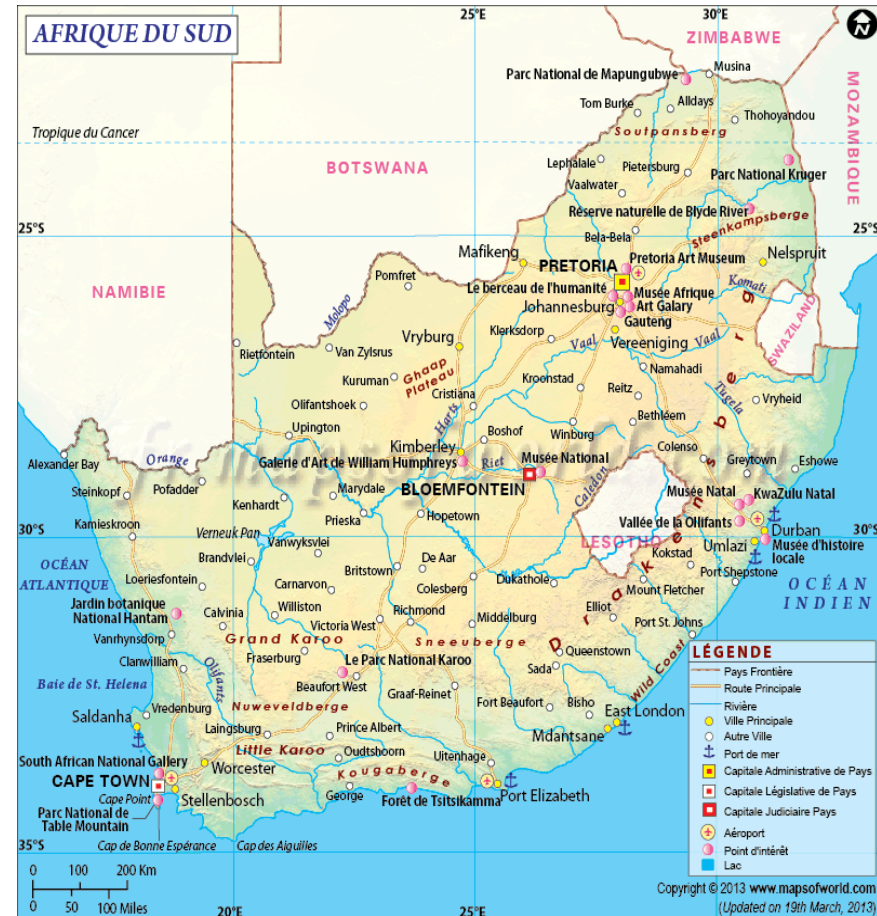 AFRIQUE DU SUD
25°E
30°E
N
ZIMBABWE
Musina
Parc National de Mapungubwe
Tom Burke
Alldays
Thohoyandou
MOZAMBIQUE
Tropique du Cancer
Soutpansberg
BOTSWANA
Lephalale
Pietersburg
Parc National Kruger
Vaalwater
Réserve naturelle de Blyde River
Steenkampsberge
25°S
Bela-Bela
25°S
Mafikeng
PRETORIA
Pretoria Art Museum
Nelspruit
Pomfret
Le berceau de l'humanité
Musée Afrique
Komati
NAMIBIE
Johannesburg
Art Galary
Molopo
Gauteng
SWAZILAND
Klerksdorp
Vaal
Vereeniging
Vaal
Rietfontein
Van Zylsrus
Vryburg
Ghaap
Plateau
Kuruman
Kroonstad
Namahadi
Reitz
Tugela
Olifantshoek
Cristiana
Vryheid
Harts
Bethléem
Upington
Boshof
Winburg
Colenso
Kimberley
Alexander Bay
Orange
Galerie d'Art de William Humphreys
Riet
Musée National
Greytown
Eshowe
Steinkopf
Pofadder
BLOEMFONTEIN
Caledon
Musée Natal
KwaZulu Natal
Kenhardt
Marydale
Kamieskroon
Prieska
Hopetown
Vallée de la Ollifants
30°S
Verneuk Pan
Durban
30°S
Vanwyksvlei
LESOTHO
Umlazi
Musée d'histoire
locale
OCÉAN
ATLANTIQUE
Brandvlei
Britstown
De Aar
Kokstad
Port Shepstone
Loeriesfontein
Carnarvon
Colesberg
Dukathole
Mount Fletcher
OCÉAN
INDIEN
Jardin botanique
National Hantam
Calvinia
Williston
Victoria West
Richmond
Middelburg
Elliot
Port St. Johns
Drakensberg
Vanrhynsdorp
Grand Karoo
Sneeuberge
Clanwilliam
Fraserburg
Le Parc National Karoo
Queenstown
Sada
Wild Coast
Baie de St. Helena
Olifants
Beaufort West
Graaf-Reinet
Nuweveldberge
Fort Beaufort
Bisho
East London
Saldanha
Vredenburg
Laingsburg
Prince Albert
Mdantsane
Little Karoo
South African National Gallery
Worcester
Oudtshoorn
Uitenhage
CAPE TOWN
Kougaberge
Cape Point
Stellenbosch
George
Forêt de Tsitsikamma
Port Elizabeth
Parc National de
Table Mountain
Cap de Bonne Espérance
Cap des Aiguilles
35°S
LÉGENDE
Pays Frontière
Route Principale
Rivière
Ville Principale
Autre Ville
Port de mer
Capitale Administrative de Pays
Capitale Législative de Pays
Capitale Judiciaire Pays
Aéroport
Point d'intérêt
Lac
0 100 200 Km
0 50 100 Miles
20°E
25°E
30°E
Copyright © 2013 www.mapsofworld.com
(Updated on 19th March, 2013)